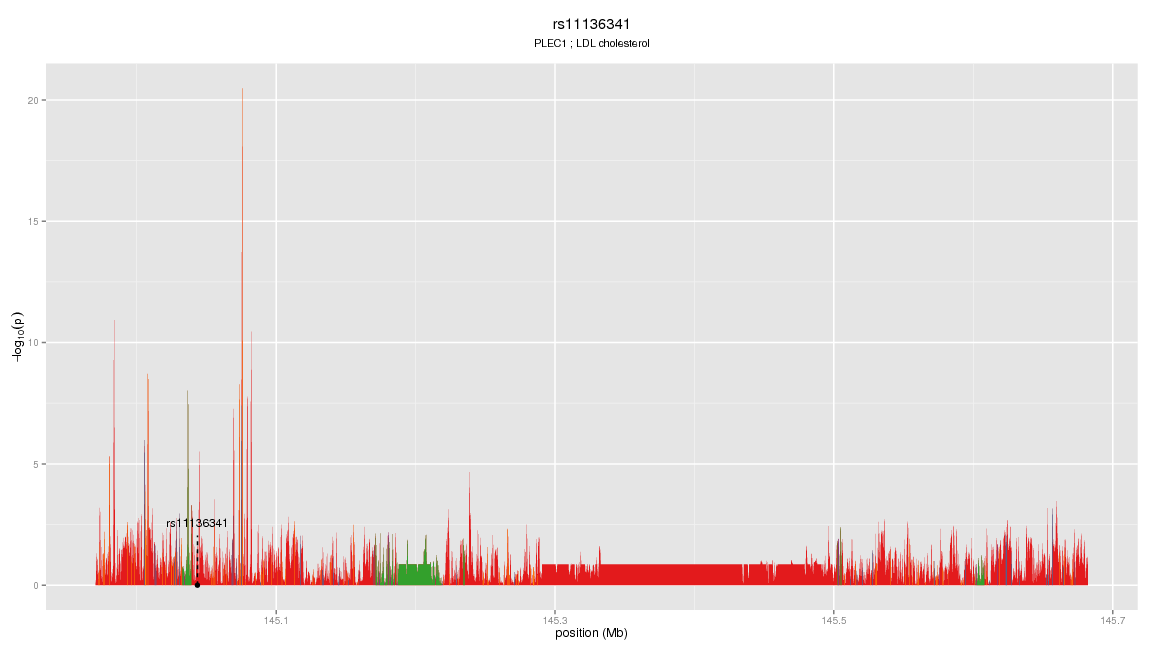 rs11136341
PLEC1 ; LDL cholesterol
20
15
10
5
0
−log10(p)
rs11136341
145.1
145.3
145.5
145.7
position (Mb)